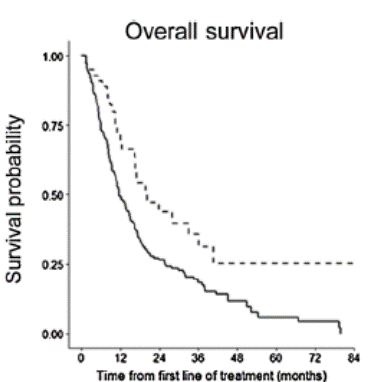 Overall survival
Survival probability
1.00
0.75
0.50
0.25
0.00
0 12 24 36 48 60 72 84
Time from first line of treatment (months)